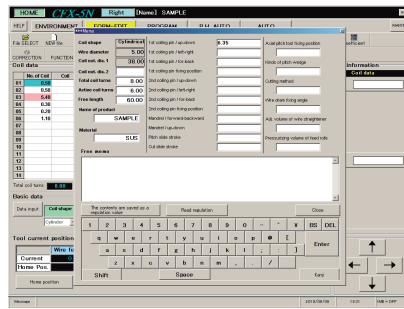 HOME CFX-5N Right [Name] SAMPLE
HELP ENVIRONMENT FORM-EDIT PROGRAM P.H. AUTO AUTO
File SELECT NEW file
CORRECTION FUNCTION
Coil data
No. of Coil Coil
01 0.50
02 0.50
03 5.40
04 0.30
05 0.20
06 1.10
07
08
09
10
11
12
13
14
Total coil turns 8.00
Basic data
Data input Coil shape
Cylinder
Tool current position
Wire fe
Current
Home Pos.
Home position
Message
Memo
Coil shape Cylindrical
Wire diameter 5.00
Coil out. dia. 1 38.00
Coil out. dia. 2
Total coil turns 8.00
Active coil turns 6.00
Free length 60.00
Name of product
SAMPLE
Material
SUS
1st coiling pin / up-down 6.35
1st coiling pin / left-right
1st coiling pin / for-back
1st coiling pin fixing position
2nd coiling pin / up-down
2nd coiling pin / left-right
2nd coiling pin / for-back
2nd coiling pin fixing position
Mandrel / forward-backward
Mandrel / up-down
Pitch slide stroke
Cut slide stroke
Axial pitch tool fixing position
Kinds of pitch wedge
Cutting method
Wire stem fixing angle
Adj. volume of wire straightener
Pressurizing volume of feed rolls
Free memo
The contents are saved as a regulation value
Read regulation
Close
1 2 3 4 5 6 7 8 9 0 - ^ ¥ BS DEL
q w e r t y u i o p @ [
a s d f g h j k l ; : ] Enter
z x c v b n m , . /
Shift Space
efficient
Information
Coil data